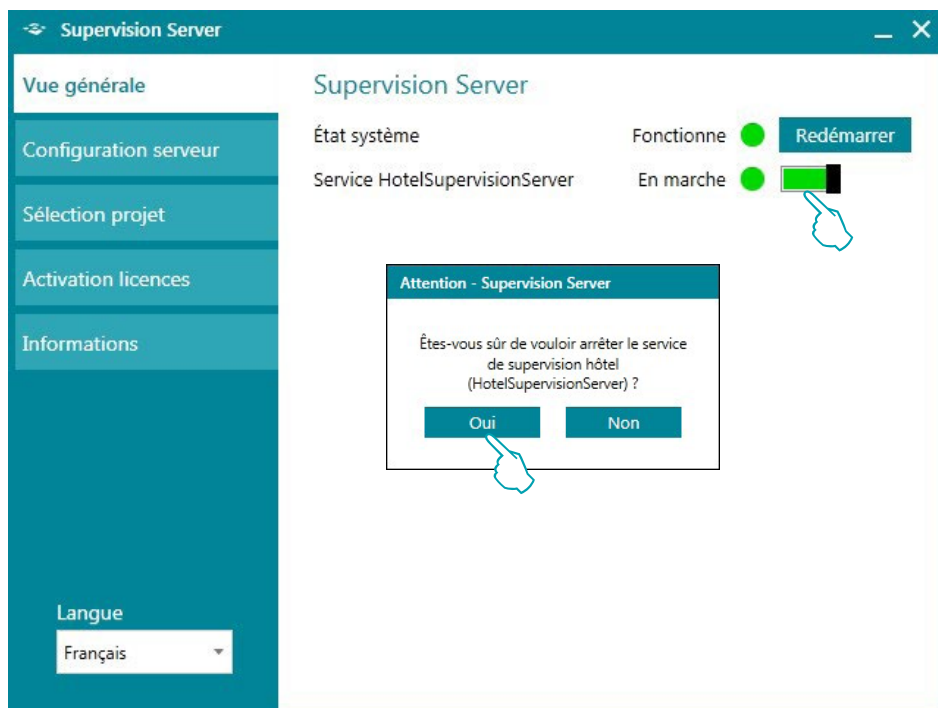 Supervision Server
Vue générale
Configuration serveur
Sélection projet
Activation licences
Informations
Langue
Français
Supervision Server
État système Fonctionne Redémarrer
Service HotelSupervisionServer En marche
Attention - Supervision Server
Êtes-vous sûr de vouloir arrêter le service
de supervision hôtel
(HotelSupervisionServer) ?
Oui Non